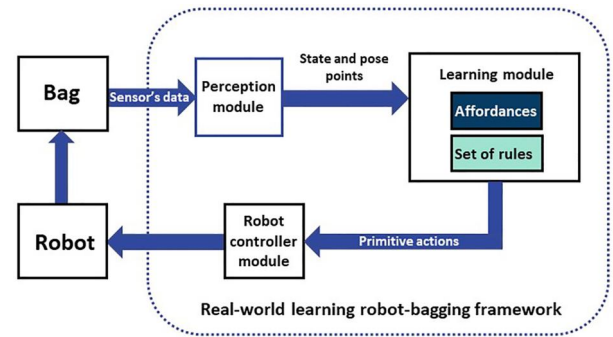 Bag
Sensor's data
Perception
module
State and pose
points
Learning module
Affordances
Set of rules
Robot
Robot
controller
module
Primitive actions
Real-world learning robot-bagging framework